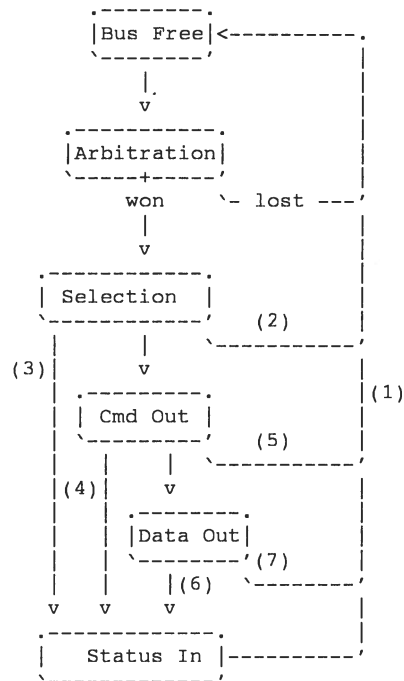 Bus Free
Arbitration
won
lost
Selection
(2)
(3)
(1)
Cmd Out
(5)
(4)
Data Out
(7)
(6)
Status In